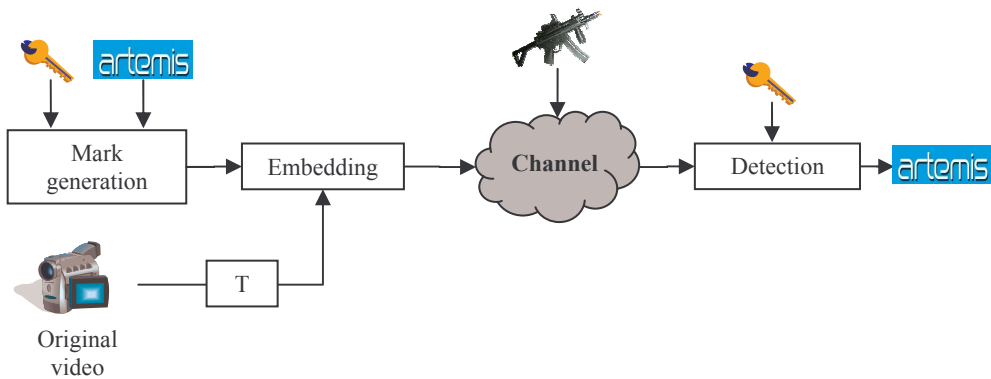 artemis
Mark
generation
Embedding
Channel
Detection
artemis
T
Original
video